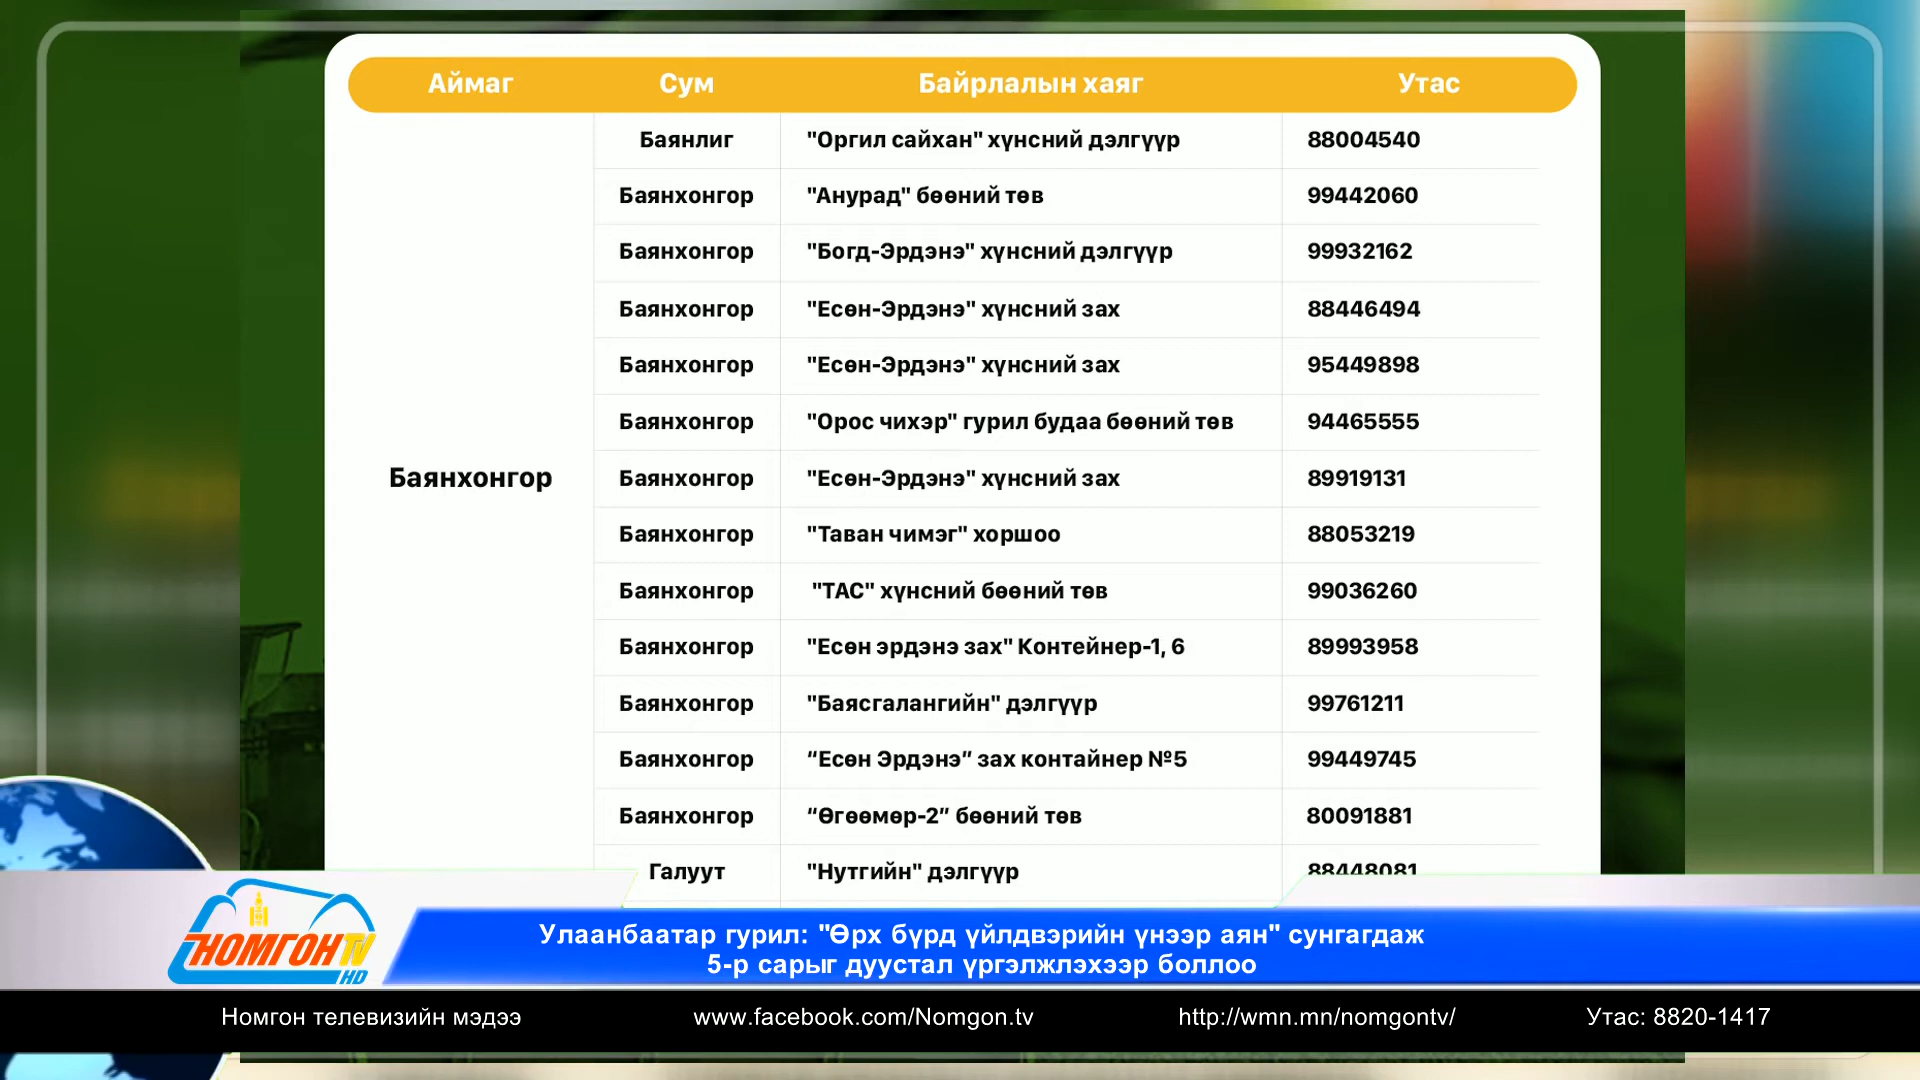 Аймаг Сум Байрлалын хаяг Утас
Баянлиг "Оргил сайхан" хүнсний дэлгүүр 88004540
Баянхонгор "Анурад" бөөний төв 99442060
Баянхонгор "Богд-Эрдэнэ" хүнсний дэлгүүр 99932162
Баянхонгор "Есөн-Эрдэнэ" хүнсний зах 88446494
Баянхонгор "Есөн-Эрдэнэ" хүнсний зах 95449898
Баянхонгор "Орос чихэр" гурил будаа бөөний төв 94465555
Баянхонгор Баянхонгор "Есөн-Эрдэнэ" хүнсний зах 89919131
Баянхонгор "Таван чимэг" хоршоо 88053219
Баянхонгор "ТАС" хүнсний бөөний төв 99036260
Баянхонгор "Есөн эрдэнэ зах" Контейнер-1, 6 89993958
Баянхонгор "Баясгалангийн" дэлгүүр 99761211
Баянхонгор “Есөн Эрдэнэ” зах контайнер №5 99449745
Баянхонгор “Өгөөмөр-2” бөөний төв 80091881
Галуут "Нутгийн" дэлгүүр 88448081
НОМГОН TV HD
Улаанбаатар гурил: "Өрх бүрд үйлдвэрийн үнээр аян" сунгагдаж
5-р сарыг дуустал үргэлжлэхээр боллоо
Номгон телевизийн мэдээ www.facebook.com/Nomgon.tv http://wmn.mn/nomgontv/ Утас: 8820-1417